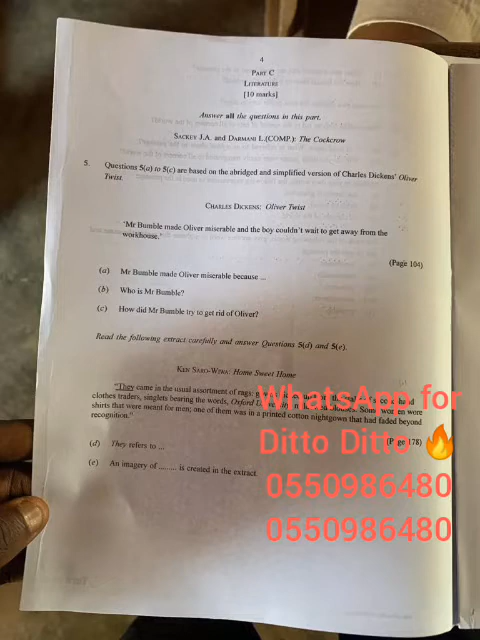 4
PART C
LITERATURE
[10 marks]
Answer all the questions in this part.
SACKEY J.A. and DARMANI L.(COMP.): The Cockcrow
5. Questions 5(a) to 5(c) are based on the abridged and simplified version of Charles Dickens' Oliver
Twist.
CHARLES DICKENS: Oliver Twist
"Mr Bumble made Oliver miserable and the boy couldn't wait to get away from the
workhouse."
(Page 104)
(a) Mr Bumble made Oliver miserable because ...
(b) Who is Mr Bumble?
(c) How did Mr Bumble try to get rid of Oliver?
Read the following extract carefully and answer Questions 5(d) and 5(e).
KEN SARO-WIWA: Home Sweet Home
"They came in the usual assortment of rags:
clothes traders, singlets bearing the words, Oxford wore
shirts that were meant for men; one of them was in a printed cotton nightgown that had faded beyond
recognition."
(Page 178)
(d) They refers to ...
(e) An imagery of ......... is created in the extract.
WhatsApp for
Ditto Ditto 🔥
0550986480
0550986480